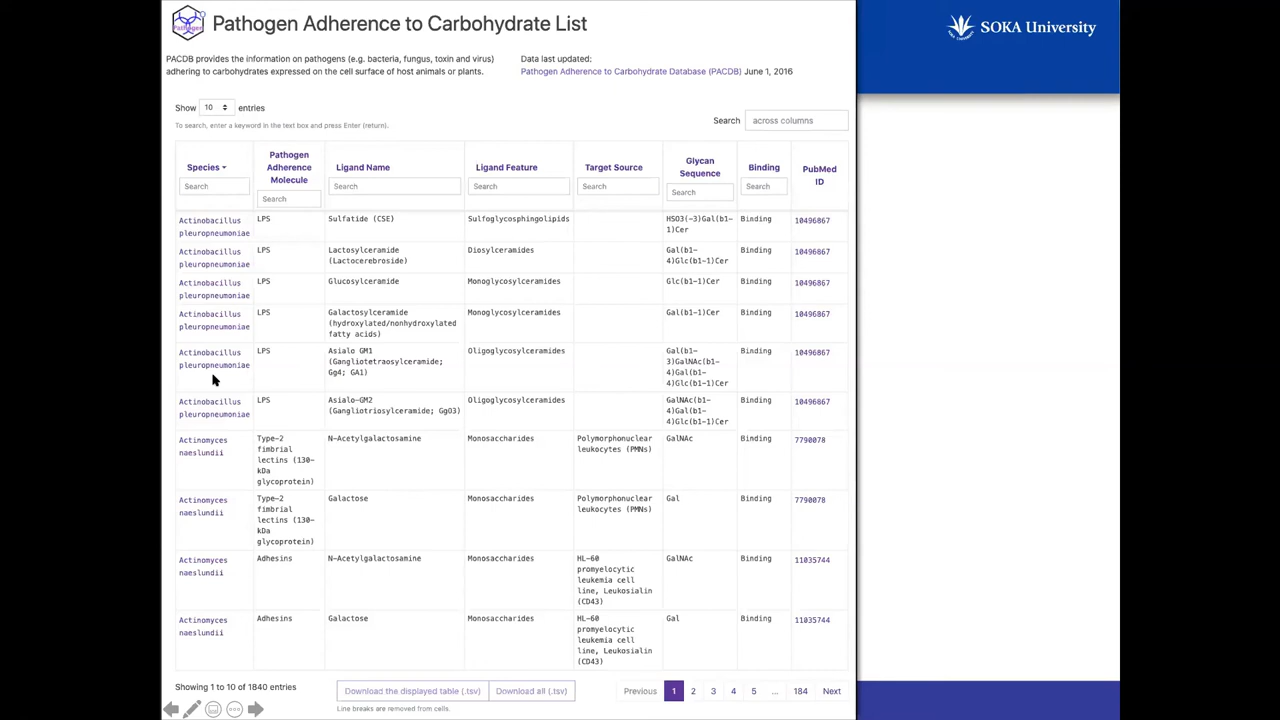 Pathogen Adherence to Carbohydrate List
SOKA University
PACDB provides the information on pathogens (e.g. bacteria, fungus, toxin and virus)
adhering to carbohydrates expressed on the cell surface of host animals or plants.
Data last updated:
Pathogen Adherence to Carbohydrate Database (PACDB) June 1, 2016
Show 10 entries
To search, enter a keyword in the text box and press Enter (return).
Search across columns
Species
Search
Pathogen
Adherence
Molecule
Search
Ligand Name
Search
Ligand Feature
Search
Target Source
Search
Glycan
Sequence
Search
Binding
Search
PubMed
ID
Actinobacillus
pleuropneumoniae
LPS
Sulfatide (CSE)
Sulfoglycosphingolipids
HSO3(-3)Gal(b1-
1)Cer
Binding
10496867
Actinobacillus
pleuropneumoniae
LPS
Lactosylceramide
(Lactocerebroside)
Diosylceramides
Gal(b1-
4)Glc(b1-1)Cer
Binding
10496867
Actinobacillus
pleuropneumoniae
LPS
Glucosylceramide
Monoglycosylceramides
Glc(b1-1)Cer
Binding
10496867
Actinobacillus
pleuropneumoniae
LPS
Galactosylceramide
(hydroxylated/nonhydroxylated
fatty acids)
Monoglycosylceramides
Gal(b1-1)Cer
Binding
10496867
Actinobacillus
pleuropneumoniae
LPS
Asialo GM1
(Gangliotetraosylceramide;
Gg4; GA1)
Oligoglycosylceramides
Gal(b1-
3)GalNAc(b1-
4)Gal(b1-
4)Glc(b1-1)Cer
Binding
10496867
Actinobacillus
pleuropneumoniae
LPS
Asialo-GM2
(Gangliotriosylceramide; GgO3)
Oligoglycosylceramides
GalNAc(b1-
4)Gal(b1-
4)Glc(b1-1)Cer
Binding
10496867
Actinomyces
naeslundii
Type-2
fimbrial
lectins (130-
kDa
glycoprotein)
N-Acetylgalactosamine
Monosaccharides
Polymorphonuclear
leukocytes (PMNs)
GalNAc
Binding
7790078
Actinomyces
naeslundii
Type-2
fimbrial
lectins (130-
kDa
glycoprotein)
Galactose
Monosaccharides
Polymorphonuclear
leukocytes (PMNs)
Gal
Binding
7790078
Actinomyces
naeslundii
Adhesins
N-Acetylgalactosamine
Monosaccharides
HL-60
promyelocytic
leukemia cell
line, Leukosialin
(CD43)
GalNAc
Binding
11035744
Actinomyces
naeslundii
Adhesins
Galactose
Monosaccharides
HL-60
promyelocytic
leukemia cell
line, Leukosialin
(CD43)
Gal
Binding
11035744
Showing 1 to 10 of 1840 entries
Download the displayed table (.tsv) Download all (.tsv)
Line breaks are removed from cells.
Previous 1 2 3 4 5 ... 184 Next